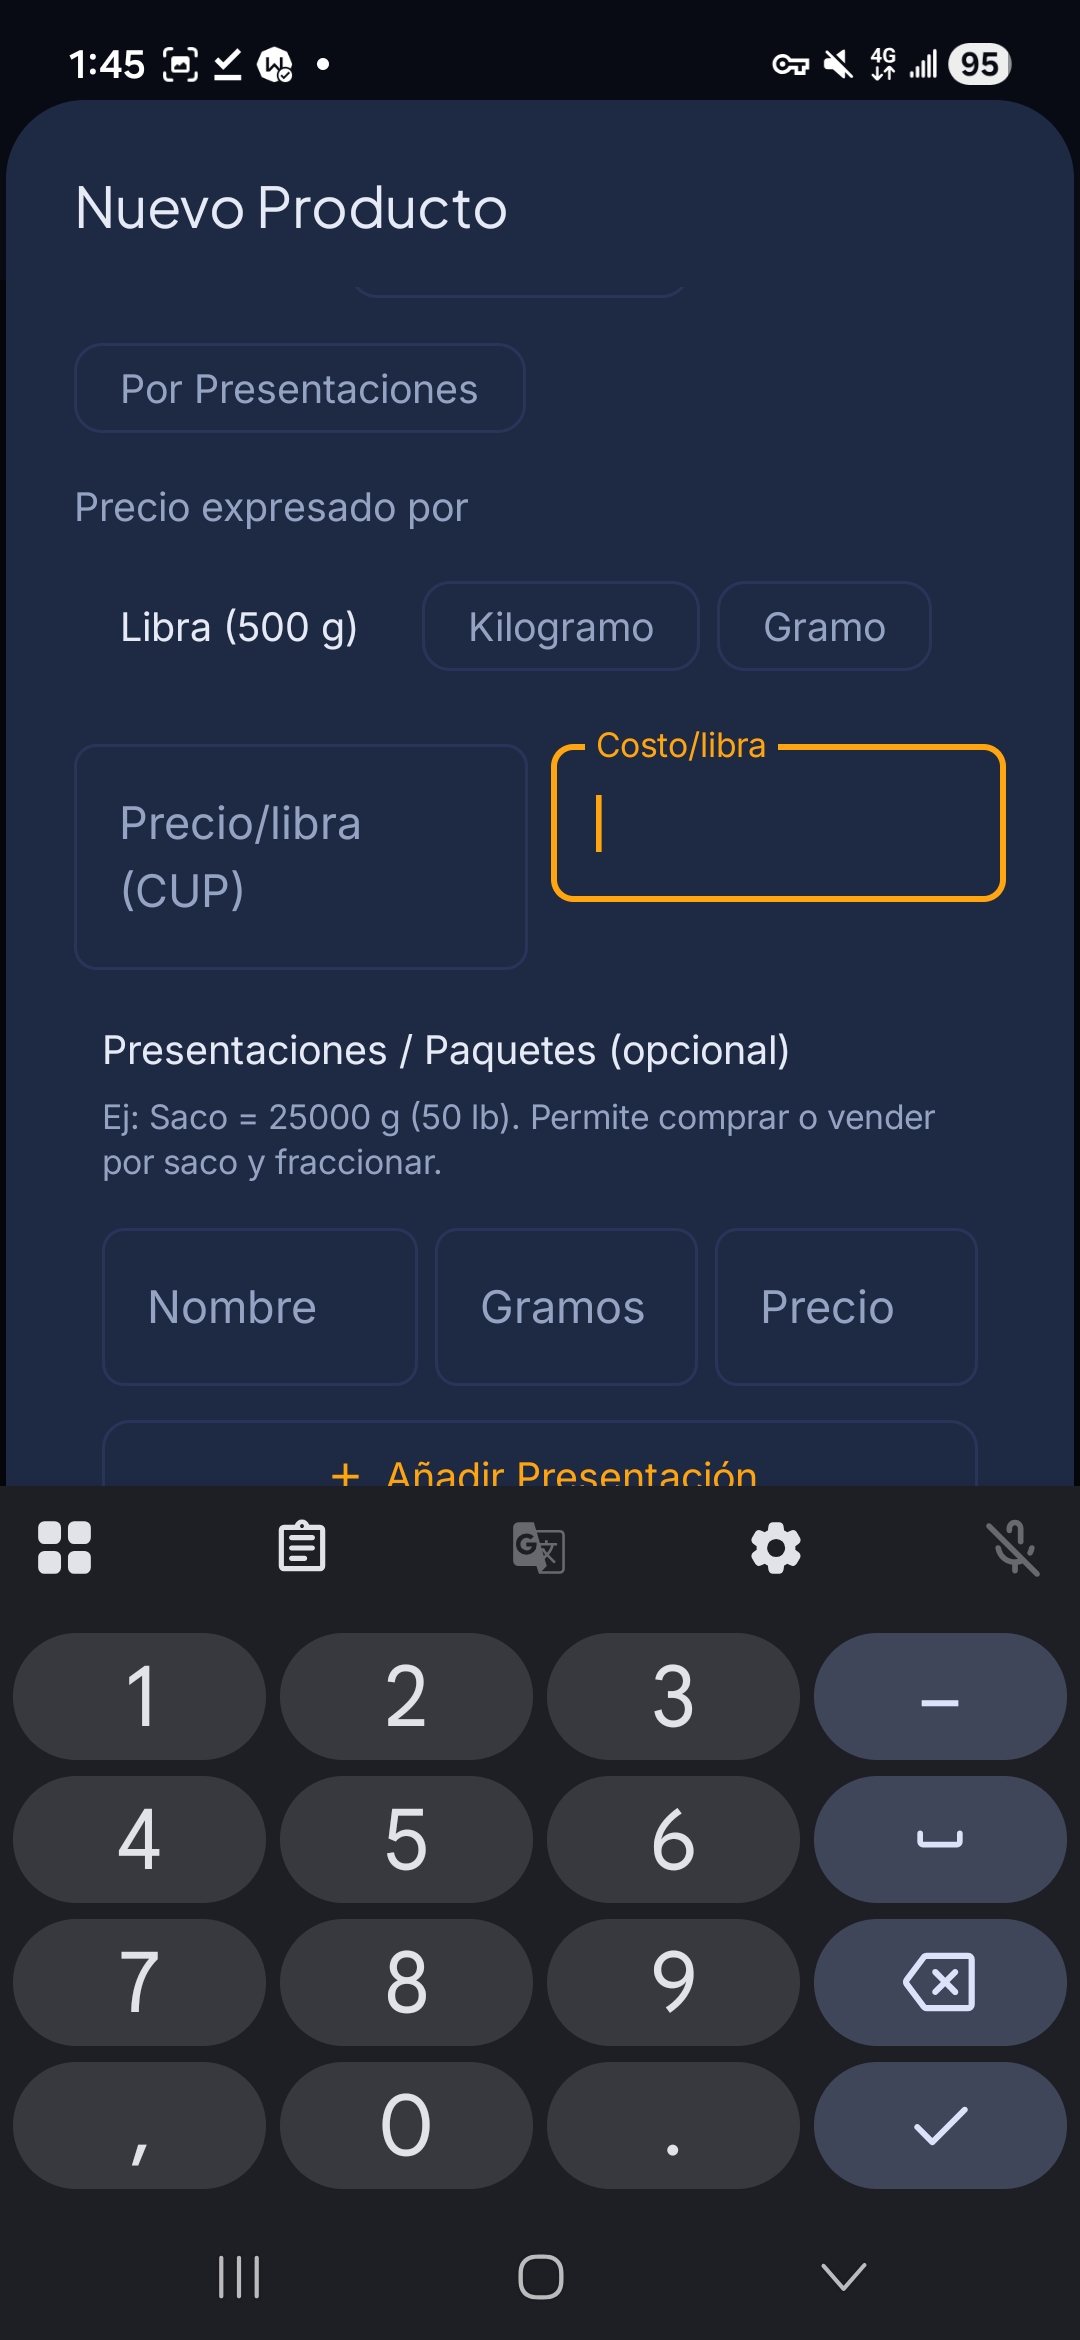 1:45
4G
95
Nuevo Producto
Por Presentaciones
Precio expresado por
Libra (500 g)
Kilogramo
Gramo
Precio/libra
(CUP)
Costo/libra
Presentaciones / Paquetes (opcional)
Ej: Saco = 25000 g (50 lb). Permite comprar o vender
por saco y fraccionar.
Nombre
Gramos
Precio
+ Añadir Presentación
1 2 3 –
4 5 6
7 8 9
, 0 .